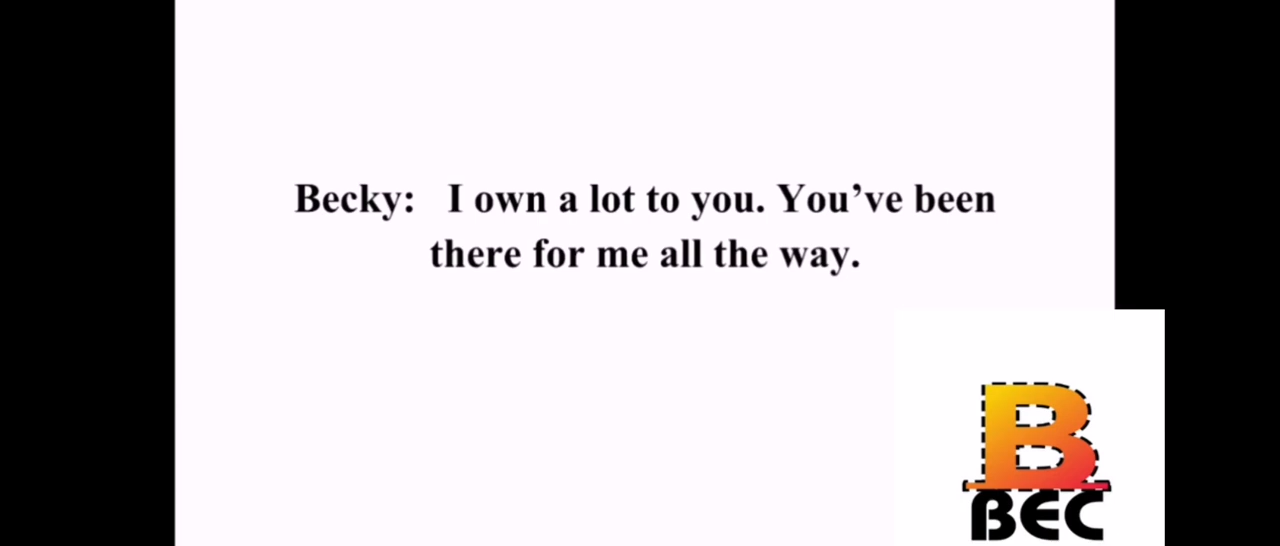 Becky: I own a lot to you. You’ve been
there for me all the way.
B
BEC